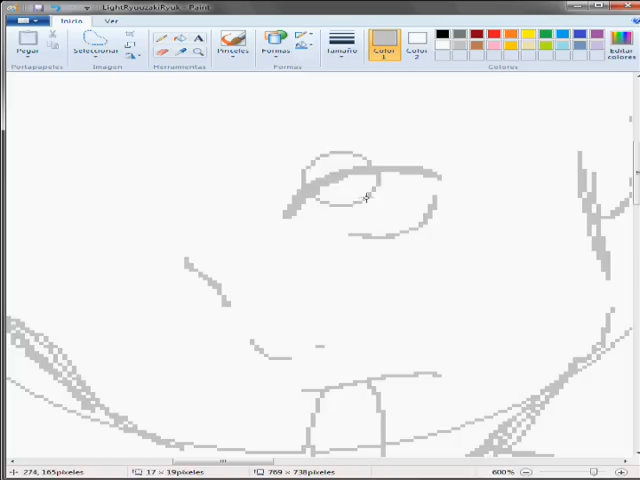 LightRyouzakiRyuk - Paint
Inicio Ver
Pegar Seleccionar Pinceles Formas Tamaño Color 1 Color 2 Editar colores
Portapapeles Imagen Herramientas Formas Colores
274, 165píxeles 17 × 19píxeles 769 × 738píxeles 600%